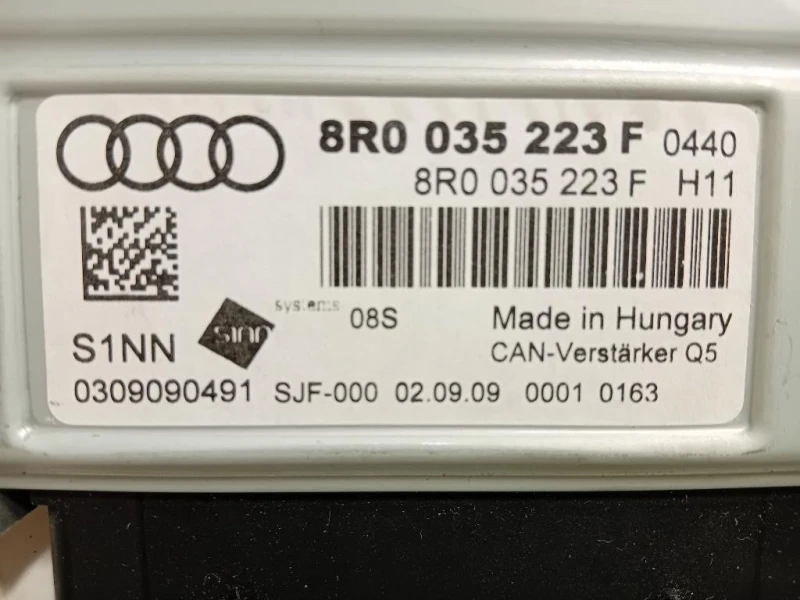 8R0 035 223 F 0440
8R0 035 223 F H11
systems
sinn
08S
Made in Hungary
S1NN
CAN-Verstärker Q5
0309090491 SJF-000 02.09.09 0001 0163